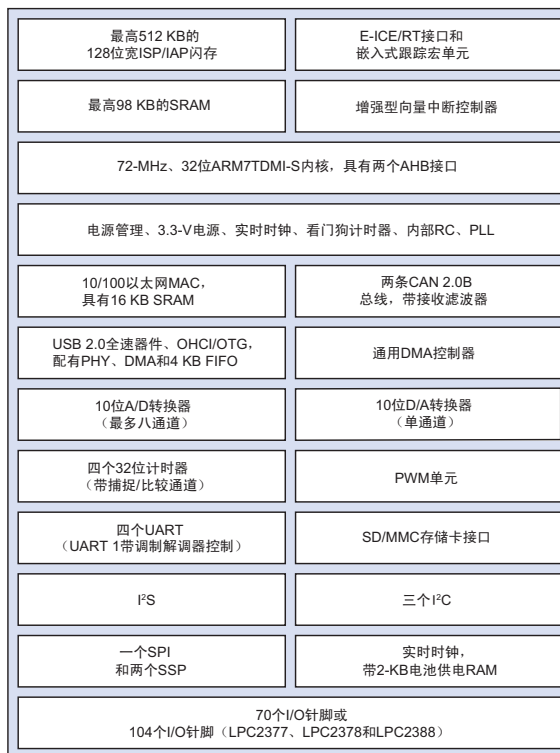 最高512 KB的
128位宽ISP/IAP闪存
E-ICE/RT接口和
嵌入式跟踪宏单元
最高98 KB的SRAM
增强型向量中断控制器
72-MHz、32位ARM7TDMI-S内核，具有两个AHB接口
电源管理、3.3-V电源、实时时钟、看门狗计时器、内部RC、PLL
10/100以太网MAC，
具有16 KB SRAM
两条CAN 2.0B
总线，带接收滤波器
USB 2.0全速器件、OHCI/OTG，
配有PHY、DMA和4 KB FIFO
通用DMA控制器
10位A/D转换器
（最多八通道）
10位D/A转换器
（单通道）
四个32位计时器
（带捕捉/比较通道）
PWM单元
四个UART
（UART 1带调制解调器控制）
SD/MMC存储卡接口
I²S
三个I²C
一个SPI
和两个SSP
实时时钟，
带2-KB电池供电RAM
70个I/O针脚或
104个I/O针脚（LPC2377、LPC2378和LPC2388）